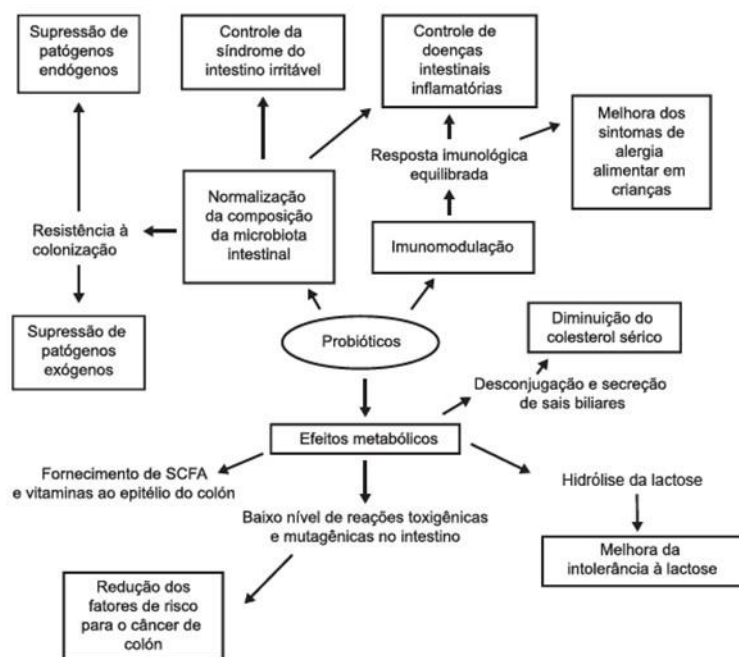 Supressão de
patógenos
endógenos
Controle da
síndrome do
intestino irritável
Controle de
doenças
intestinais
inflamatórias
Melhora dos
sintomas de
alergia
alimentar em
crianças
Resposta imunológica
equilibrada
Normalização
da composição
da microbiota
intestinal
Resistência à
colonização
Imunomodulação
Supressão de
patógenos
exógenos
Probióticos
Diminuição do
colesterol sérico
Desconjugação e secreção
de sais biliares
Efeitos metabólicos
Fornecimento de SCFA
e vitaminas ao epitélio do colón
Hidrólise da lactose
Baixo nível de reações toxigênicas
e mutagênicas no intestino
Melhora da
intolerância à lactose
Redução dos
fatores de risco
para o câncer de
colón